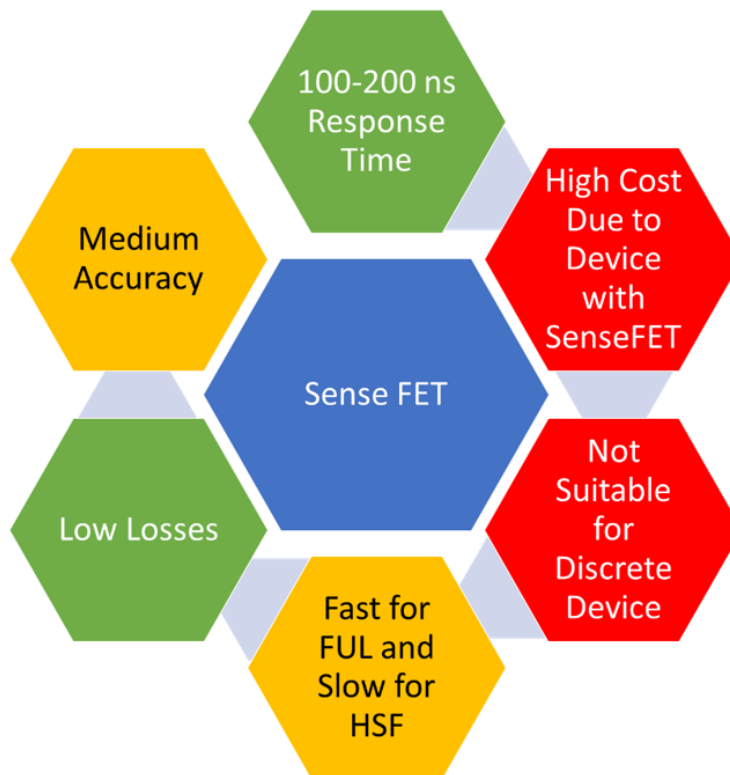 100-200 ns
Response
Time
High Cost
Due to
Device
with
SenseFET
Not
Suitable
for
Discrete
Device
Fast for
FUL and
Slow for
HSF
Low Losses
Medium
Accuracy
Sense FET